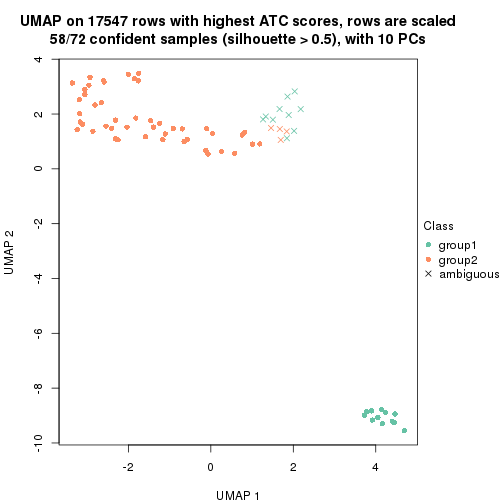 UMAP on 17547 rows with highest ATC scores, rows are scaled
58/72 confident samples (silhouette > 0.5), with 10 PCs
4
2
0
-2
-4
-6
-8
-10
UMAP 2
-2
0
2
4
UMAP 1
Class
group1
group2
ambiguous